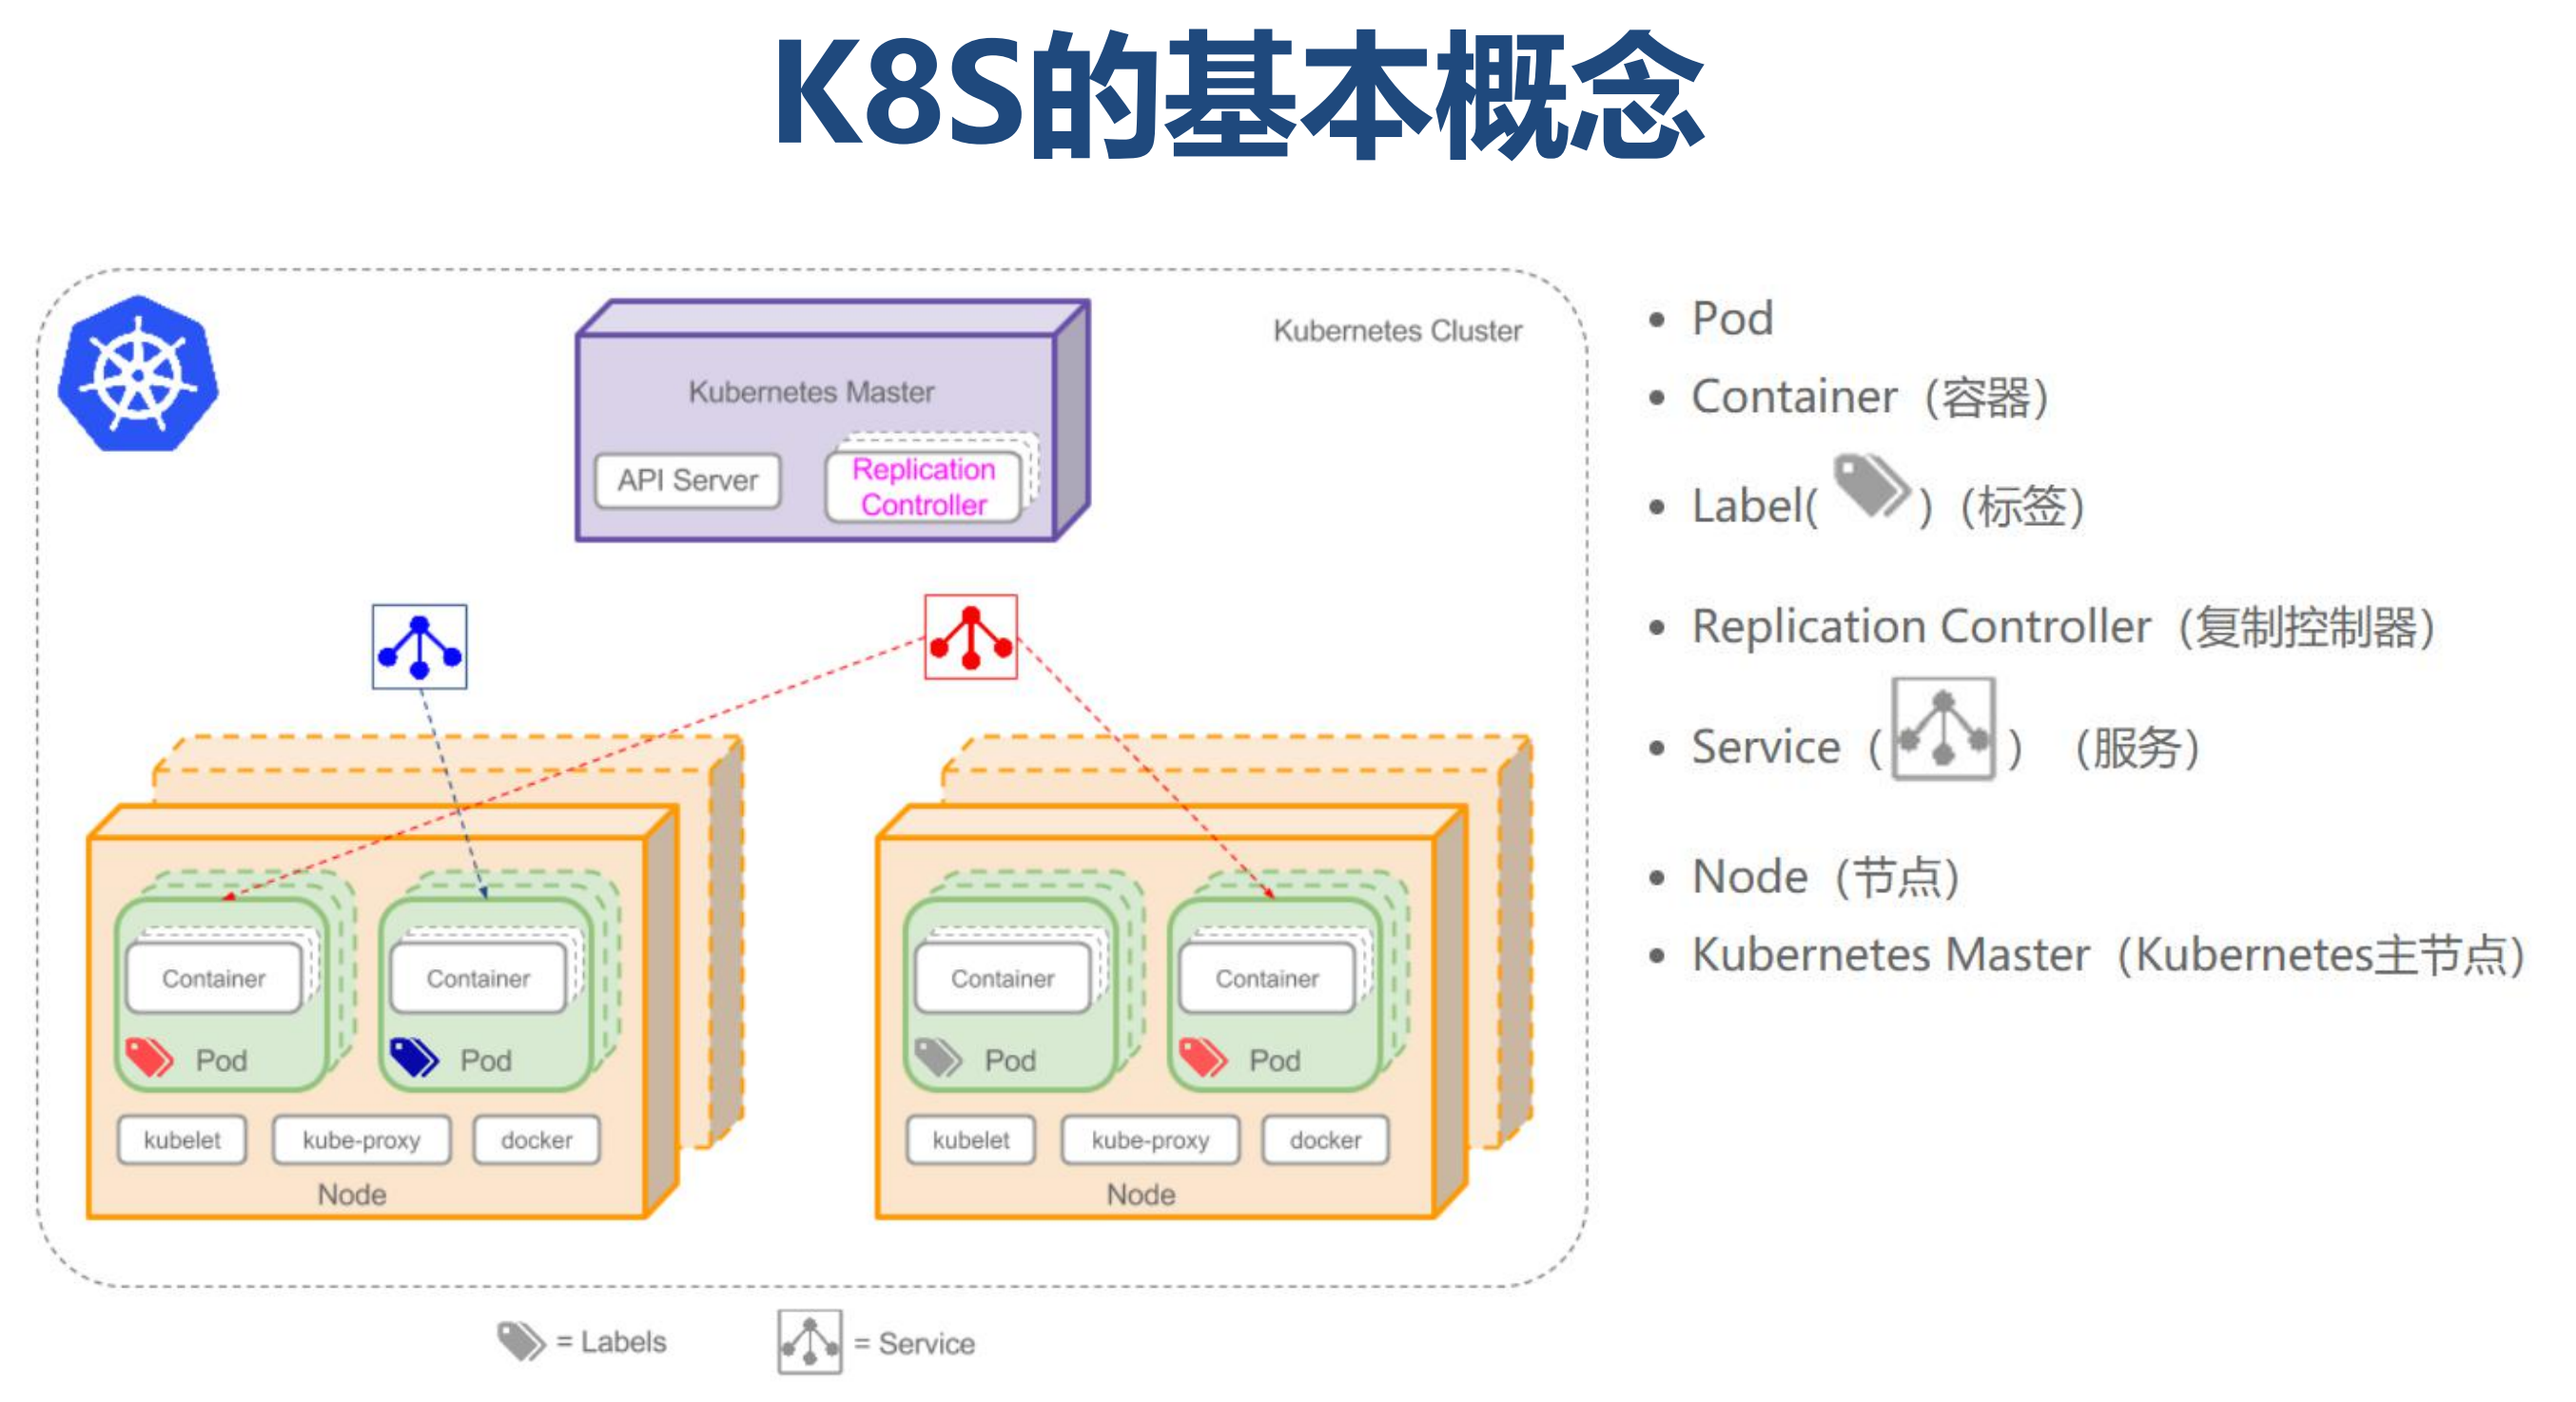 K8S的基本概念
Kubernetes Cluster
Kubernetes Master
API Server
Replication
Controller
Container
Pod
Container
Pod
kubelet
kube-proxy
docker
Node
Container
Pod
Container
Pod
kubelet
kube-proxy
docker
Node
= Labels
= Service
• Pod
• Container（容器）
• Label( )（标签）
• Replication Controller（复制控制器）
• Service（ ）（服务）
• Node（节点）
• Kubernetes Master（Kubernetes主节点）